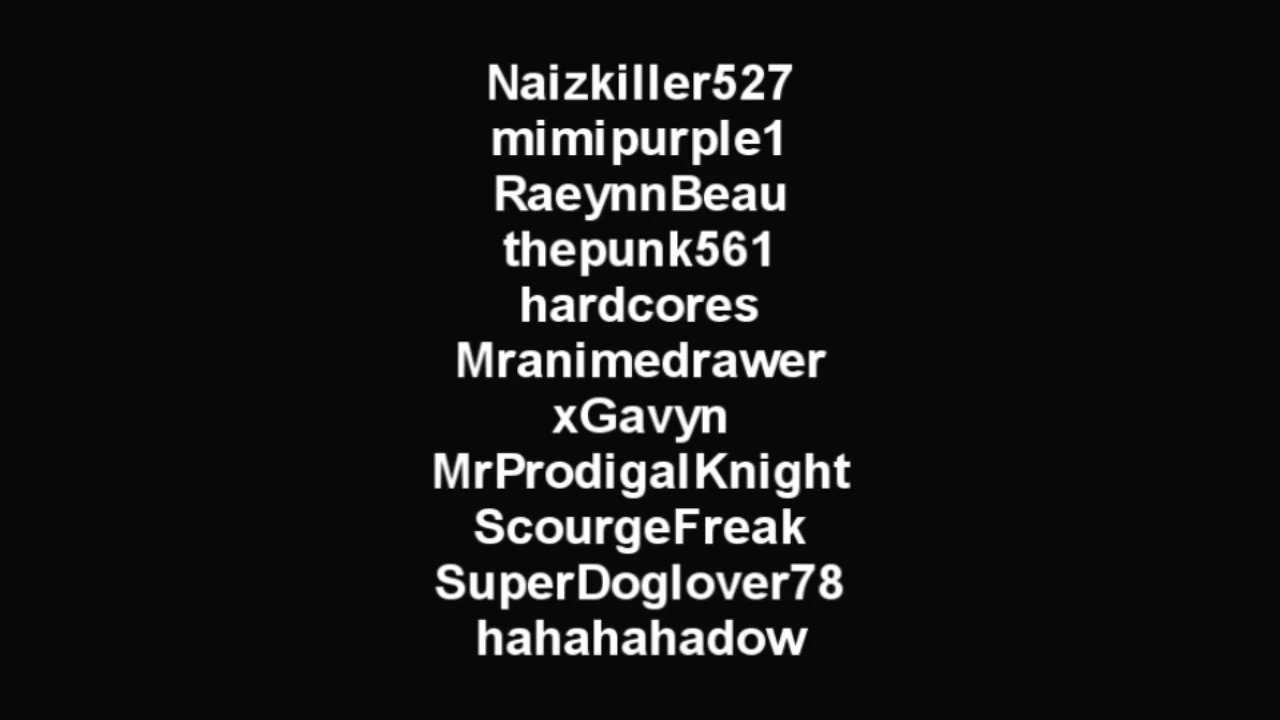 Naizkiller527
mimipurple1
RaeynnBeau
thepunk561
hardcores
Mranimedrawer
xGavyn
MrProdigalKnight
ScourgeFreak
SuperDoglover78
hahahahadow